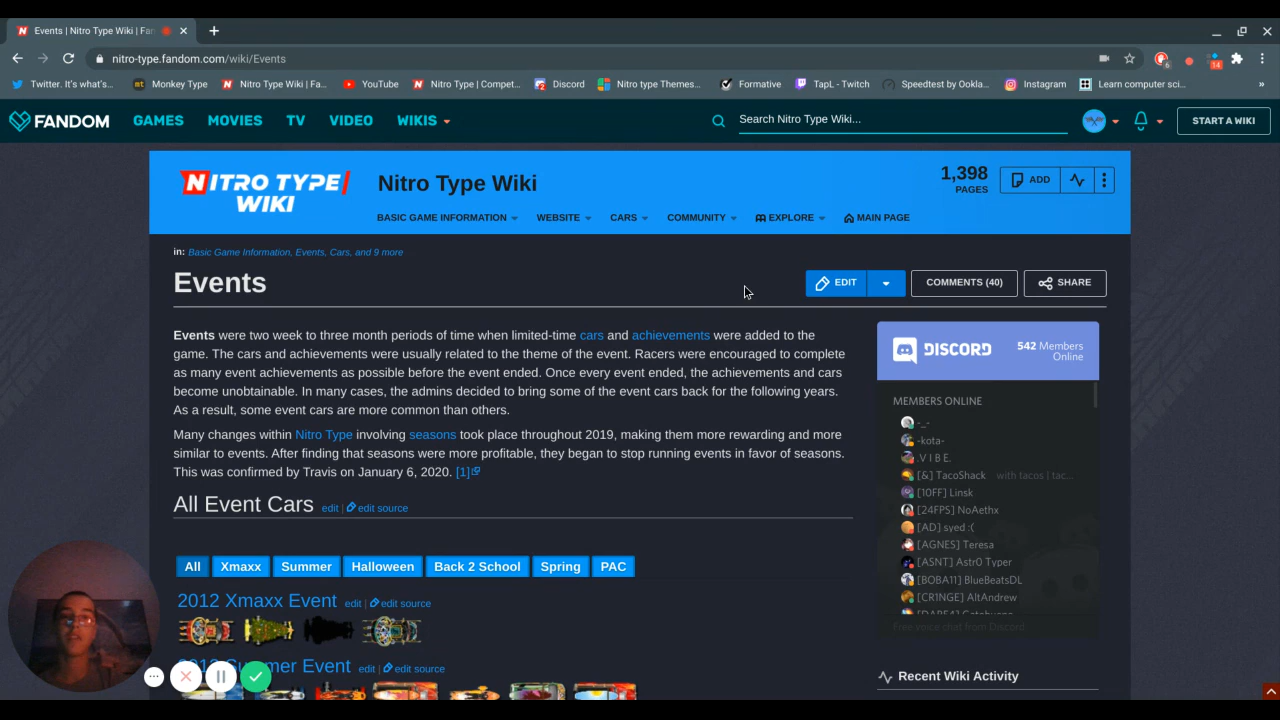 Events | Nitro Type Wiki | Fan
nitro-type.fandom.com/wiki/Events
6
14
Twitter. It's what's...
Monkey Type
Nitro Type Wiki | Fa...
YouTube
Nitro Type | Compet...
Discord
Nitro type Themes...
Formative
TapL - Twitch
Speedtest by Ookla...
Instagram
Learn computer sci...
»
FANDOM
GAMES
MOVIES
TV
VIDEO
WIKIS
Search Nitro Type Wiki...
START A WIKI
NITRO TYPE
WIKI
Nitro Type Wiki
1,398
PAGES
ADD
BASIC GAME INFORMATION
WEBSITE
CARS
COMMUNITY
EXPLORE
MAIN PAGE
in: Basic Game Information, Events, Cars, and 9 more
Events
EDIT
COMMENTS (40)
SHARE
Events were two week to three month periods of time when limited-time cars and achievements were added to the
game. The cars and achievements were usually related to the theme of the event. Racers were encouraged to complete
as many event achievements as possible before the event ended. Once every event ended, the achievements and cars
become unobtainable. In many cases, the admins decided to bring some of the event cars back for the following years.
As a result, some event cars are more common than others.
Many changes within Nitro Type involving seasons took place throughout 2019, making them more rewarding and more
similar to events. After finding that seasons were more profitable, they began to stop running events in favor of seasons.
This was confirmed by Travis on January 6, 2020. [1]
All Event Cars edit | edit source
All
Xmaxx
Summer
Halloween
Back 2 School
Spring
PAC
2012 Xmaxx Event edit | edit source
Summer Event edit | edit source
DISCORD
542 Members
Online
MEMBERS ONLINE
-_-
-kota-
.V I B E.
[&] TacoShack with tacos | tac...
[10FF] Linsk
[24FPS] NoAethx
[AD] syed :(
[AGNES] Teresa
[ASNT] Astr0 Typer
[BOBA11] BlueBeatsDL
[CR1NGE] AltAndrew
Free voice chat from Discord
Recent Wiki Activity